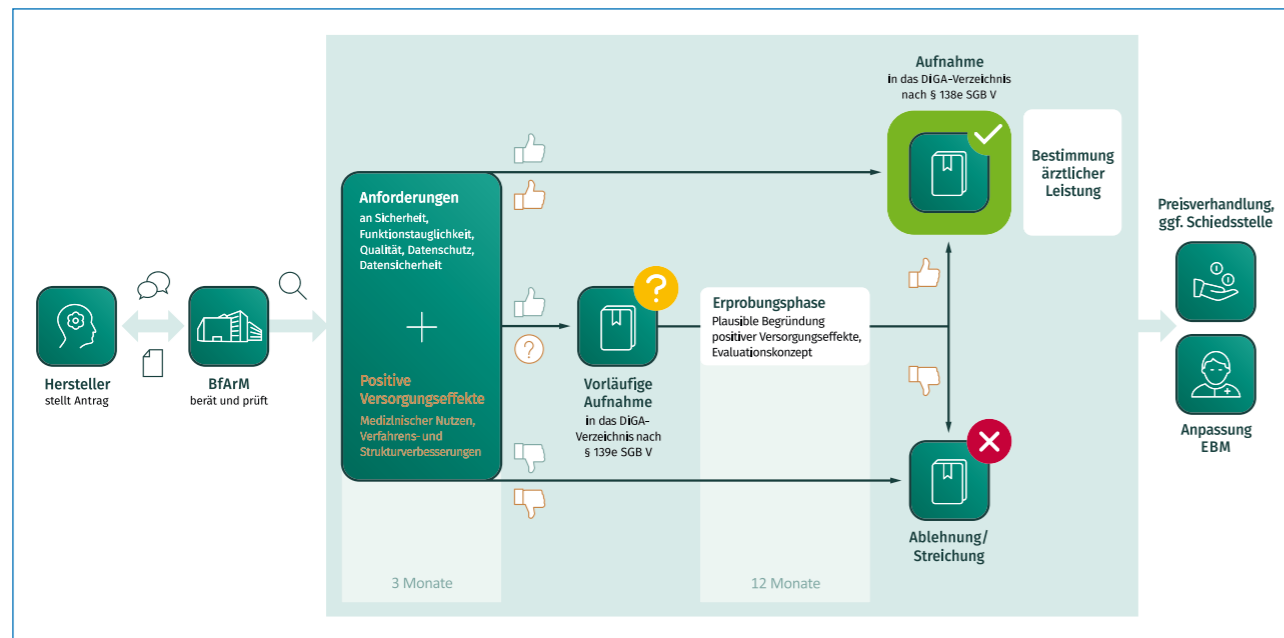 Hersteller
stellt Antrag
BfArM
berät und prüft
Anforderungen
an Sicherheit,
Funktionstauglichkeit,
Qualität, Datenschutz,
Datensicherheit
Positive
Versorgungseffekte
Medizinischer Nutzen,
Verfahrens- und
Strukturverbesserungen
3 Monate
?
?
Vorläufige
Aufnahme
in das DiGA-
Verzeichnis nach
§ 139e SGB V
Erprobungsphase
Plausible Begründung
positiver Versorgungseffekte,
Evaluationskonzept
12 Monate
Aufnahme
in das DiGA-Verzeichnis
nach § 138e SGB V
Bestimmung
ärztlicher
Leistung
Ablehnung/
Streichung
Preisverhandlung,
ggf. Schiedsstelle
Anpassung
EBM